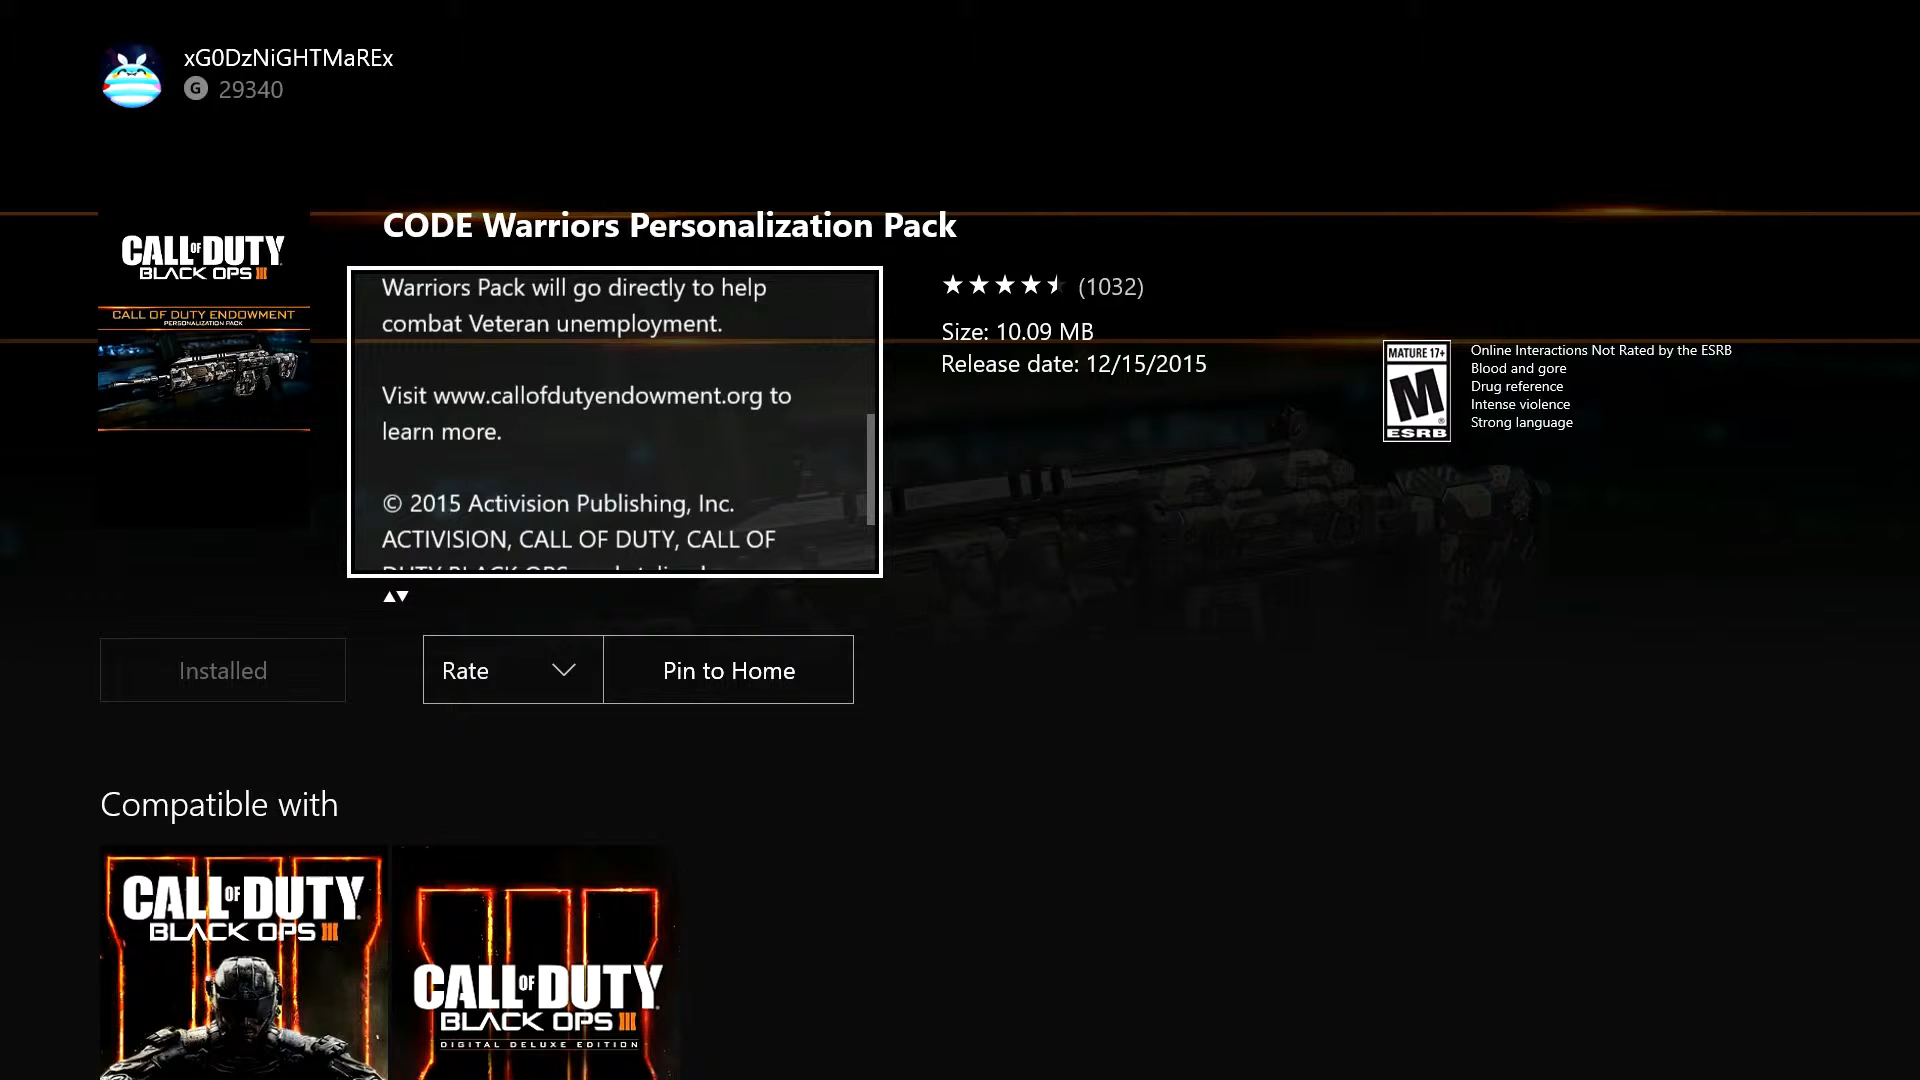 xG0DzNiGHTMaREx
G 29340
CODE Warriors Personalization Pack
CALL OF DUTY
BLACK OPS III
CALL OF DUTY ENDOWMENT
PERSONALIZATION PACK
Warriors Pack will go directly to help
combat Veteran unemployment.
Visit www.callofdutyendowment.org to
learn more.
© 2015 Activision Publishing, Inc.
ACTIVISION, CALL OF DUTY, CALL OF
(1032)
Size: 10.09 MB
Release date: 12/15/2015
MATURE 17+
M
ESRB
Online Interactions Not Rated by the ESRB
Blood and gore
Drug reference
Intense violence
Strong language
Installed
Rate
Pin to Home
Compatible with
CALL OF DUTY
BLACK OPS III
CALL OF DUTY
BLACK OPS III
DIGITAL DELUXE EDITION